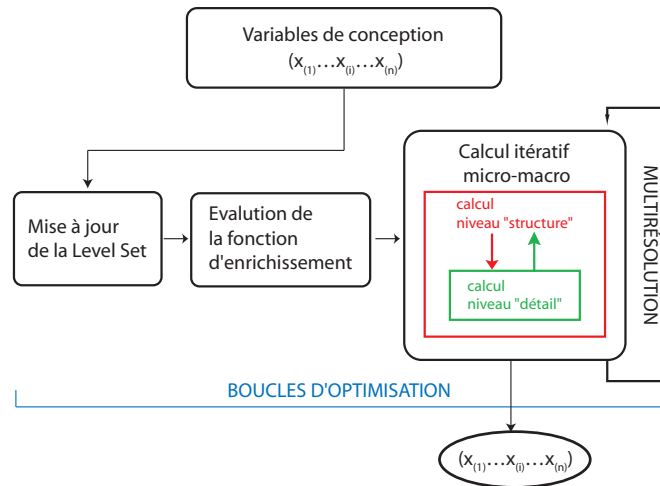 Variables de conception
(x(1)...x(i)...x(n))
Mise à jour
de la Level Set
Evalution de
la fonction
d'enrichissement
Calcul itératif
micro-macro
calcul
niveau "structure"
calcul
niveau "détail"
MULTIRÉSOLUTION
BOUCLES D'OPTIMISATION
(x(1)...x(i)...x(n))